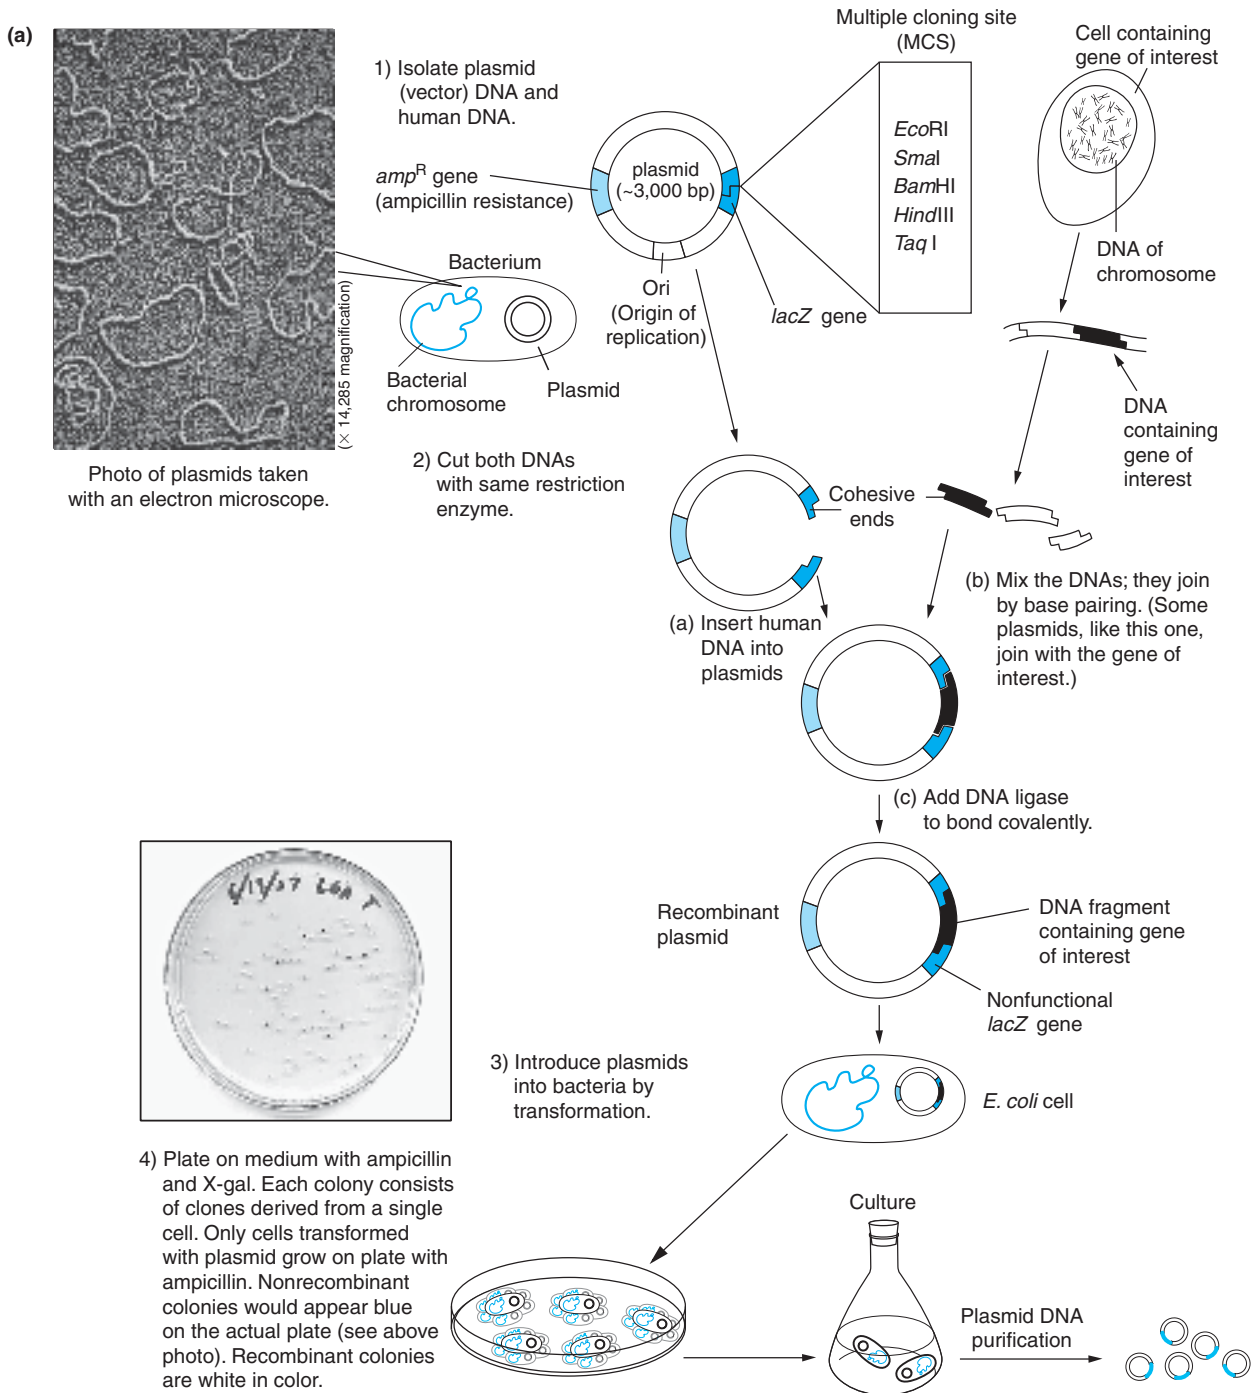 (a)
(× 14,285 magnification)
Photo of plasmids taken
with an electron microscope.
1) Isolate plasmid
(vector) DNA and
human DNA.
ampR gene
(ampicillin resistance)
plasmid
(~3,000 bp)
Ori
(Origin of
replication)
lacZ gene
Multiple cloning site
(MCS)
EcoRI
SmaI
BamHI
HindIII
Taq I
Cell containing
gene of interest
DNA of
chromosome
Bacterium
Bacterial
chromosome
Plasmid
DNA
containing
gene of
interest
2) Cut both DNAs
with same restriction
enzyme.
Cohesive
ends
(a) Insert human
DNA into
plasmids
(b) Mix the DNAs; they join
by base pairing. (Some
plasmids, like this one,
join with the gene of
interest.)
(c) Add DNA ligase
to bond covalently.
Recombinant
plasmid
DNA fragment
containing gene
of interest
Nonfunctional
lacZ gene
3) Introduce plasmids
into bacteria by
transformation.
E. coli cell
4) Plate on medium with ampicillin
and X-gal. Each colony consists
of clones derived from a single
cell. Only cells transformed
with plasmid grow on plate with
ampicillin. Nonrecombinant
colonies would appear blue
on the actual plate (see above
photo). Recombinant colonies
are white in color.
Culture
Plasmid DNA
purification